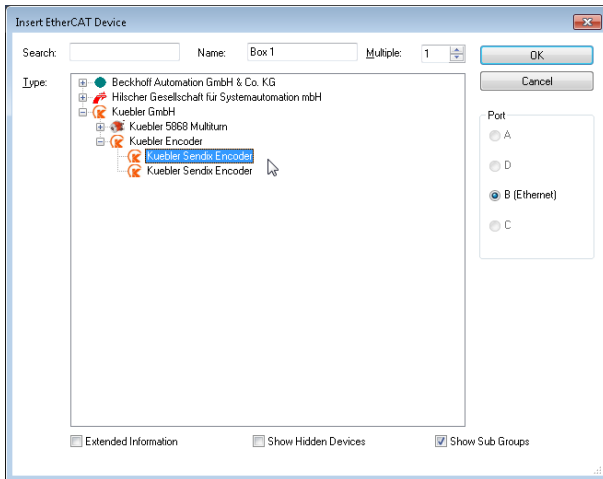 Insert EtherCAT Device
Search: Name: Box 1 Multiple: 1 OK
Type: Beckhoff Automation GmbH & Co. KG Cancel
Hilscher Gesellschaft für Systemautomation mbH
Kuebler GmbH Port
Kuebler 5868 Multiturn A
Kuebler Encoder
Kuebler Sendix Encoder D
Kuebler Sendix Encoder
B (Ethernet)
C
Extended Information Show Hidden Devices Show Sub Groups